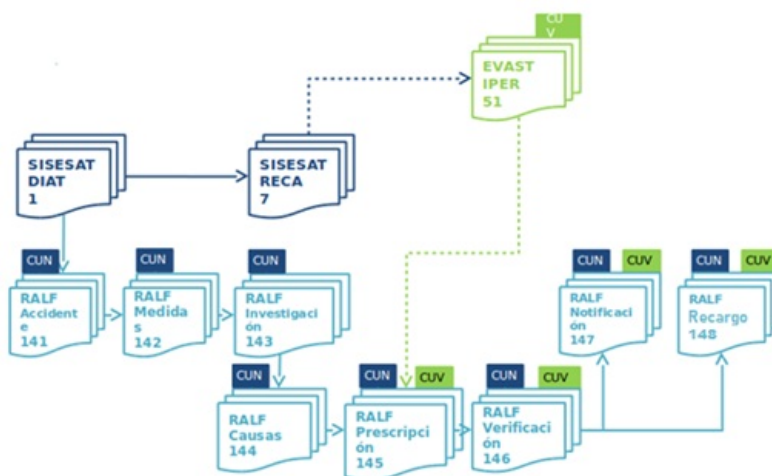 CU
V
EVAST
IPER
51
SISESAT
DIAT
1
SISESAT
RECA
7
CUN
RALF
Accident
e
141
CUN
RALF
Medida
s
142
CUN
RALF
Investigaci
ón
143
CUN
CUV
RALF
Notificaci
ón
147
CUN
CUV
RALF
Recargo
148
CUN
RALF
Causas
144
CUN
CUV
RALF
Prescripci
ón
145
CUN
CUV
RALF
Verificaci
ón
146